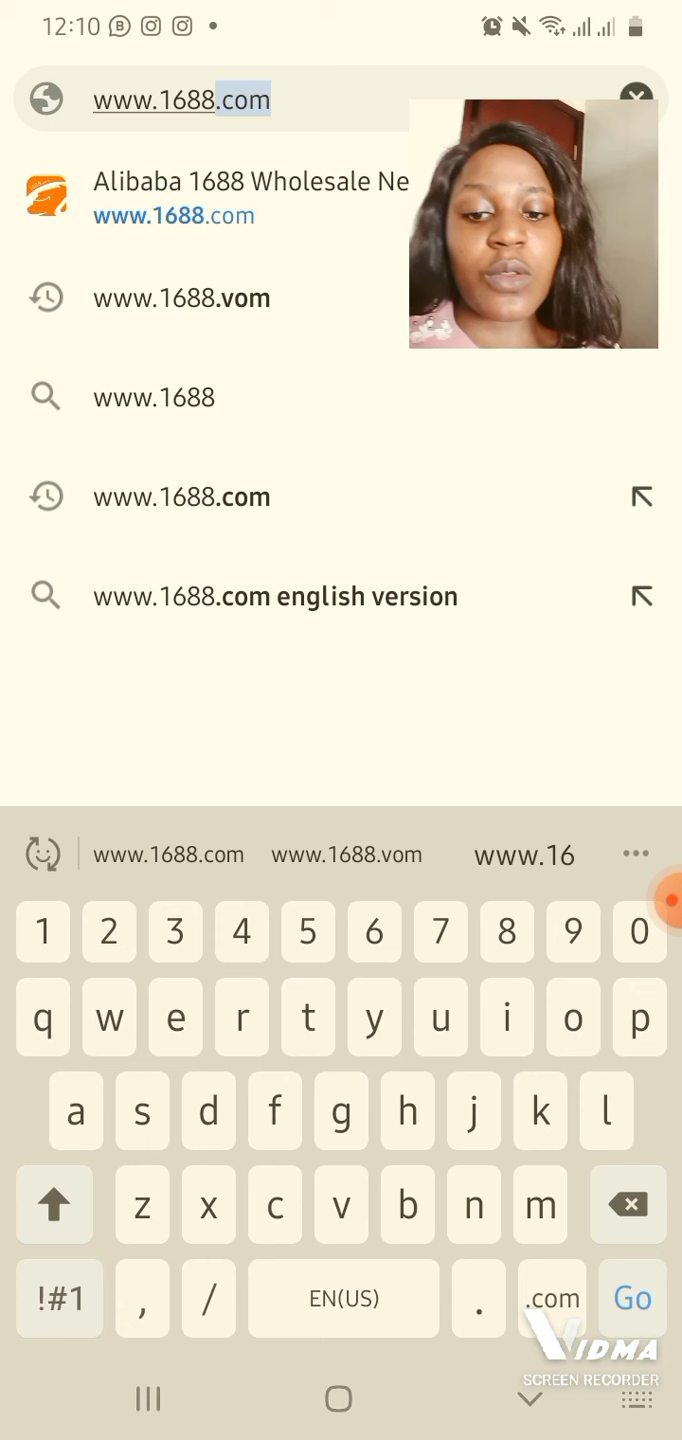 12:10
www.1688.com
Alibaba 1688 Wholesale Ne
www.1688.com
www.1688.vom
www.1688
www.1688.com
www.1688.com english version
www.1688.com www.1688.vom www.16
1 2 3 4 5 6 7 8 9 0
q w e r t y u i o p
a s d f g h j k l
z x c v b n m
!#1 , / EN(US) . .com Go
VIDMA
SCREEN RECORDER